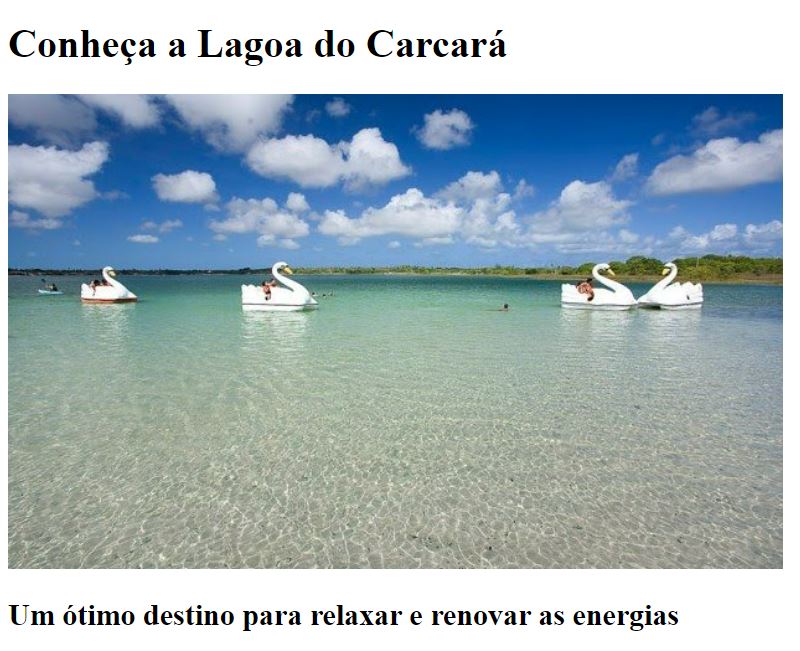 Conheça a Lagoa do Carcará
Um ótimo destino para relaxar e renovar as energias